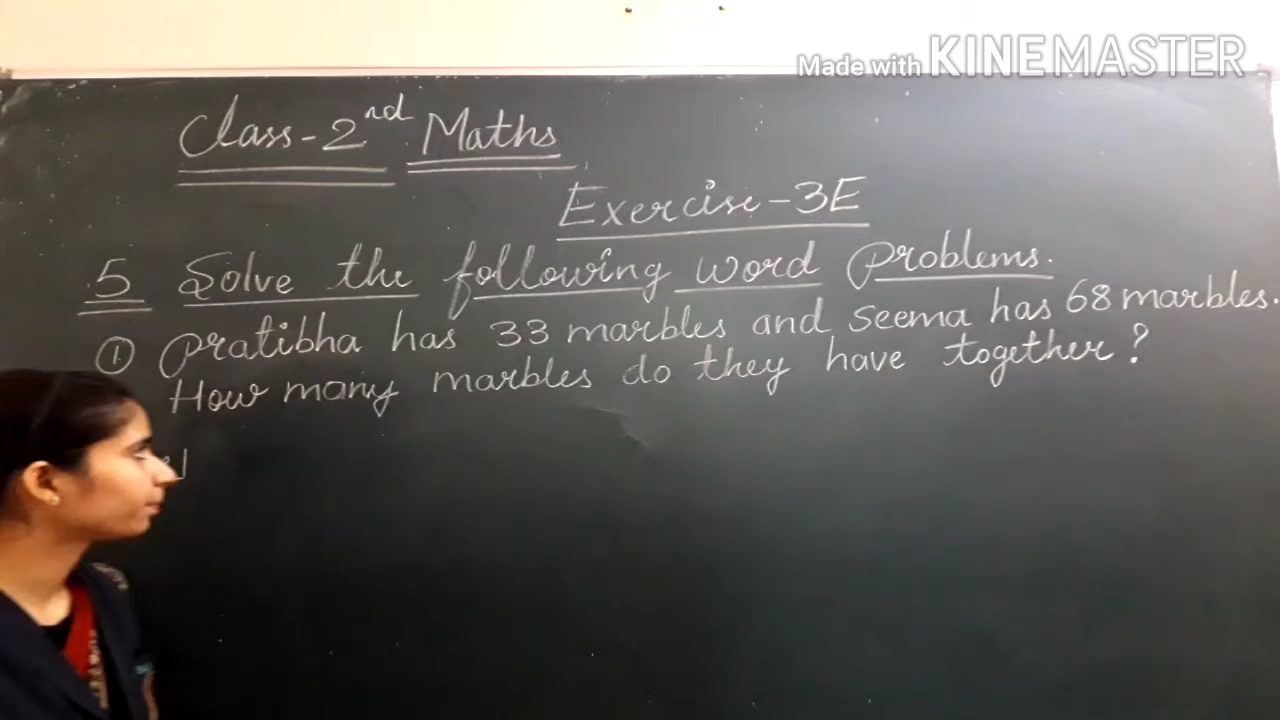 Made with KINEMASTER
Class-2nd Maths
Exercise-3E
5 Solve the following word problems.
① Pratibha has 33 marbles and Seema has 68 marbles.
How many marbles do they have together?